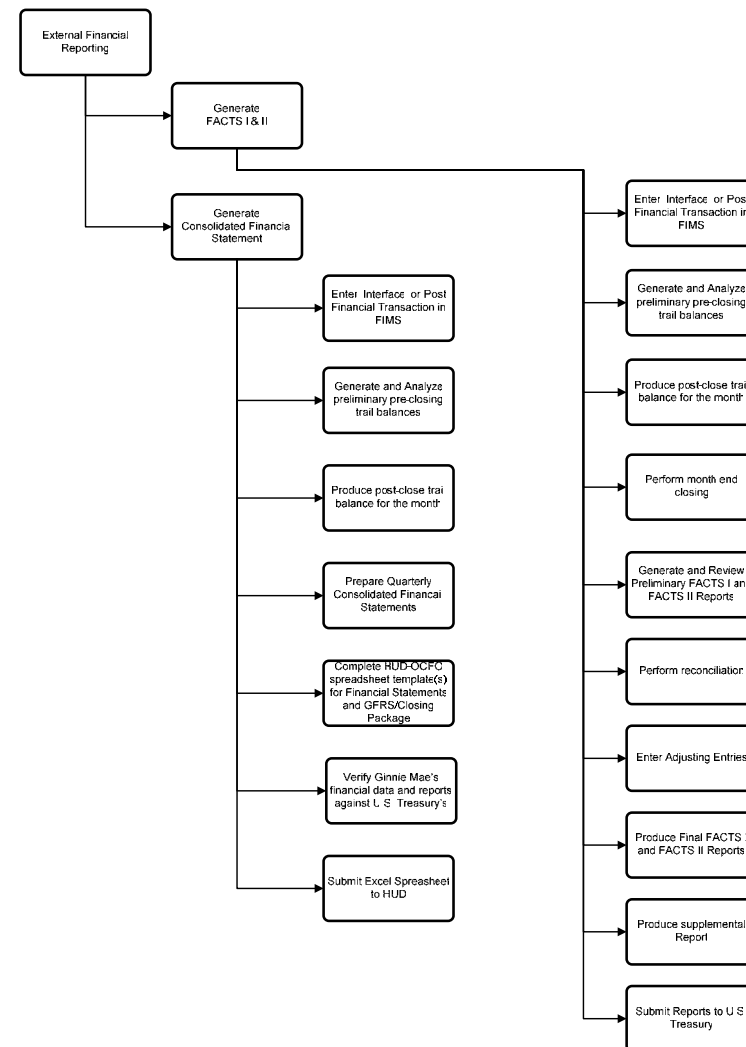 External Financial
Reporting
Generate
FACTS I & II
Generate
Consolidated Financia
Statement
Enter Interface or Post
Financial Transaction in
FIMS
Generate and Analyze
preliminary pre-closing
trail balances
Produce post-close trai
balance for the month
Prepare Quarterly
Consolidated Financai
Statements
Complete HUD-OCFO
spreadsheet template(s)
for Financial Statements
and GFRS/Closing
Package
Verify Ginnie Mae's
financial data and reports
against U S Treasury's
Submit Excel Spreasheet
to HUD
Enter Interface or Pos
Financial Transaction in
FIMS
Generate and Analyze
preliminary pre-closing
trail balances
Produce post-close trai
balance for the month
Perform month end
closing
Generate and Review
Preliminary FACTS I an
FACTS II Reports
Perform reconciliation
Enter Adjusting Entries
Produce Final FACTS I
and FACTS II Reports
Produce supplemental
Report
Submit Reports to U S
Treasury